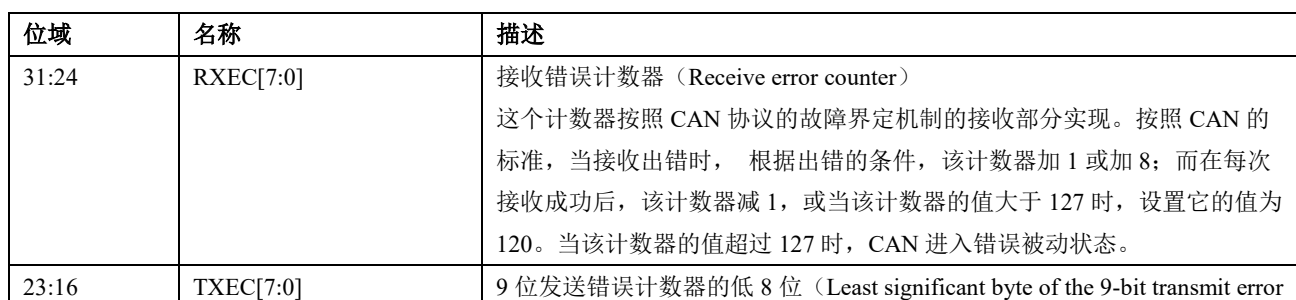 位域 名称 描述
31:24 RXEC[7:0] 接收错误计数器（Receive error counter）
这个计数器按照 CAN 协议的故障界定机制的接收部分实现。按照 CAN 的
标准，当接收出错时， 根据出错的条件，该计数器加 1 或加 8；而在每次
接收成功后，该计数器减 1，或当该计数器的值大于 127 时，设置它的值为
120。当该计数器的值超过 127 时，CAN 进入错误被动状态。
23:16 TXEC[7:0] 9 位发送错误计数器的低 8 位（Least significant byte of the 9-bit transmit error